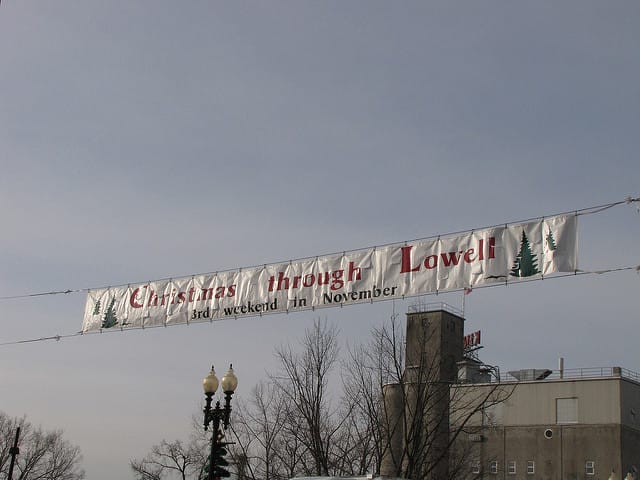 Christmas through Lowell
3rd weekend in November